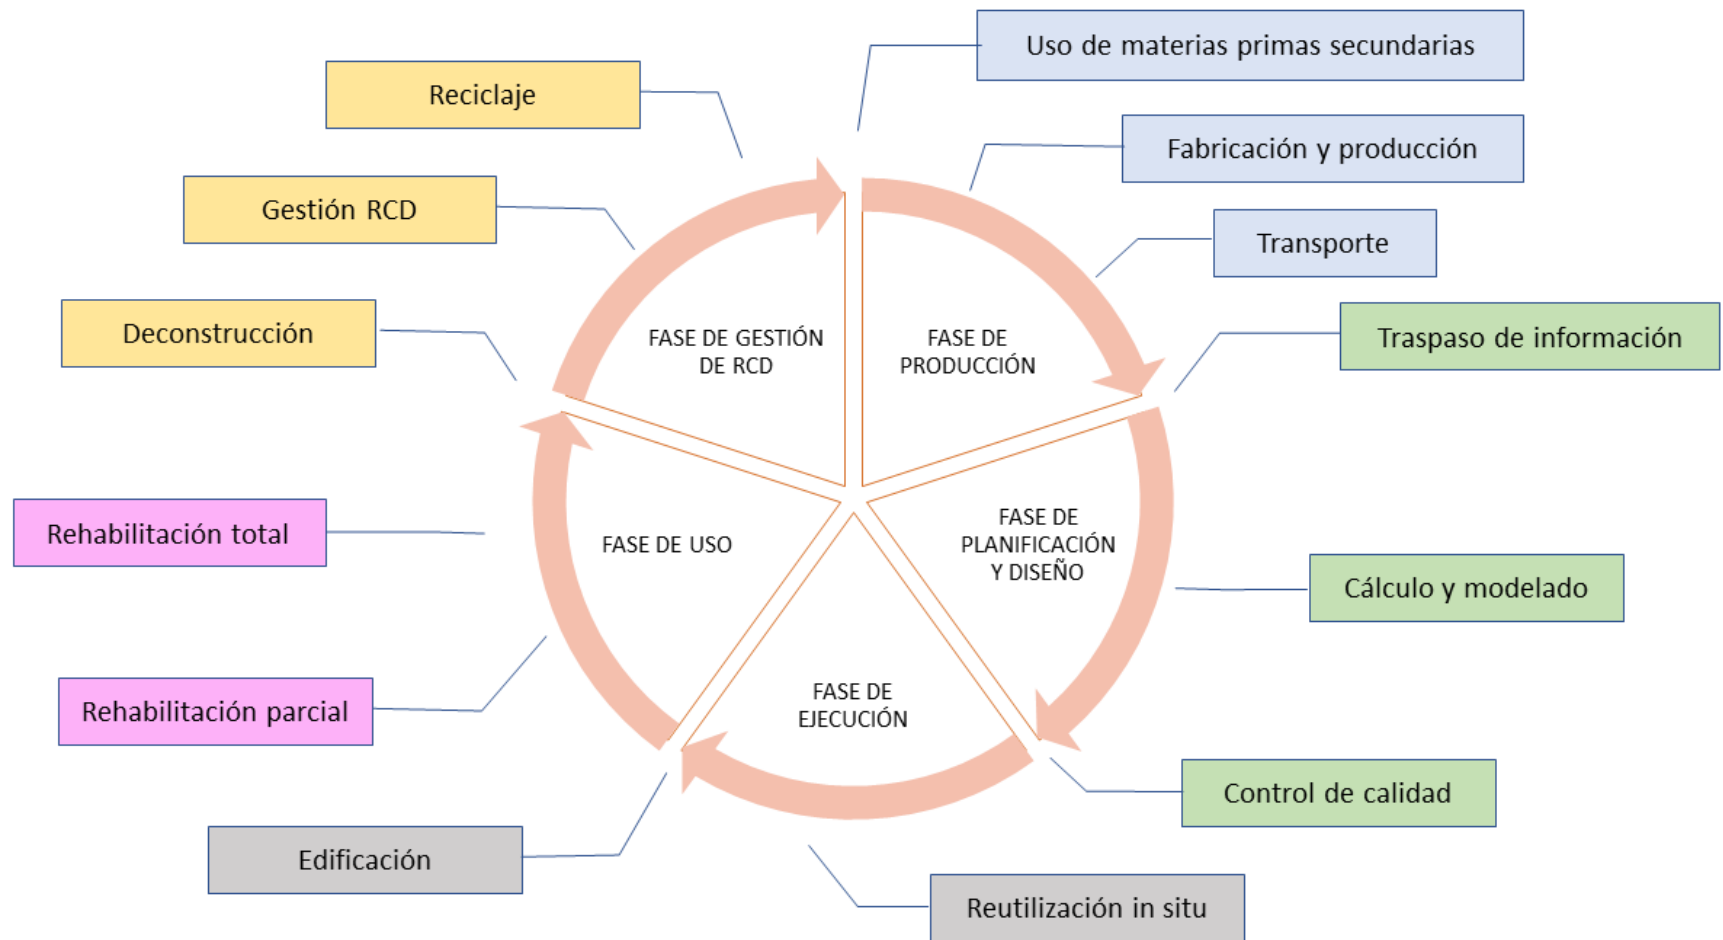 Uso de materias primas secundarias
Reciclaje
Fabricación y producción
Gestión RCD
Transporte
Deconstrucción
FASE DE GESTIÓN
DE RCD
FASE DE
PRODUCCIÓN
Traspaso de información
Rehabilitación total
FASE DE USO
FASE DE
PLANIFICACIÓN
Y DISEÑO
Cálculo y modelado
Rehabilitación parcial
FASE DE
EJECUCIÓN
Control de calidad
Edificación
Reutilización in situ